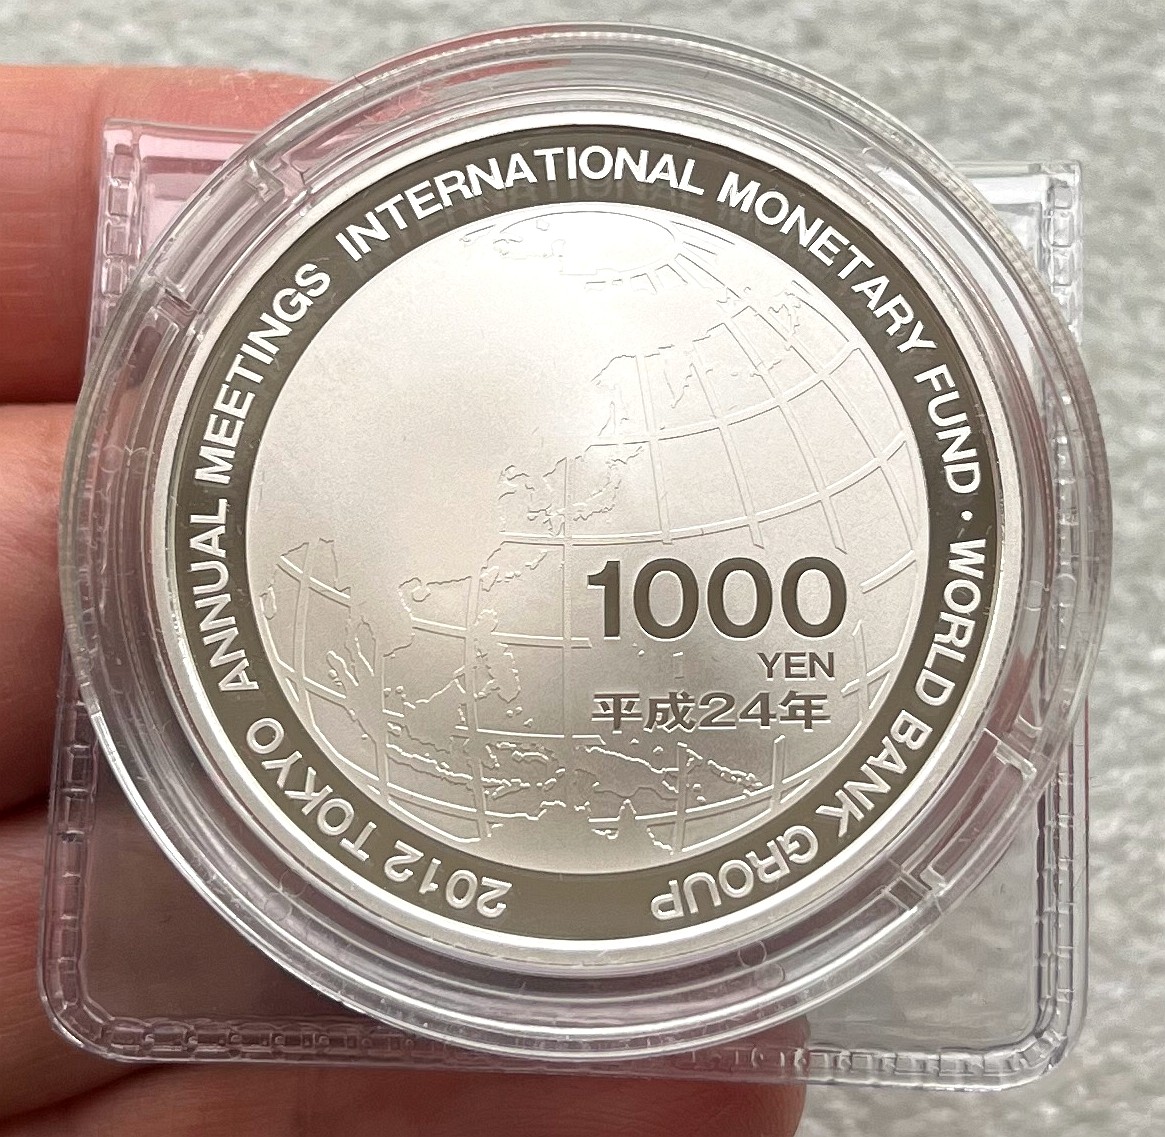 2012 TOKYO ANNUAL MEETINGS INTERNATIONAL MONETARY FUND・WORLD BANK GROUP
1000
YEN
平成24年